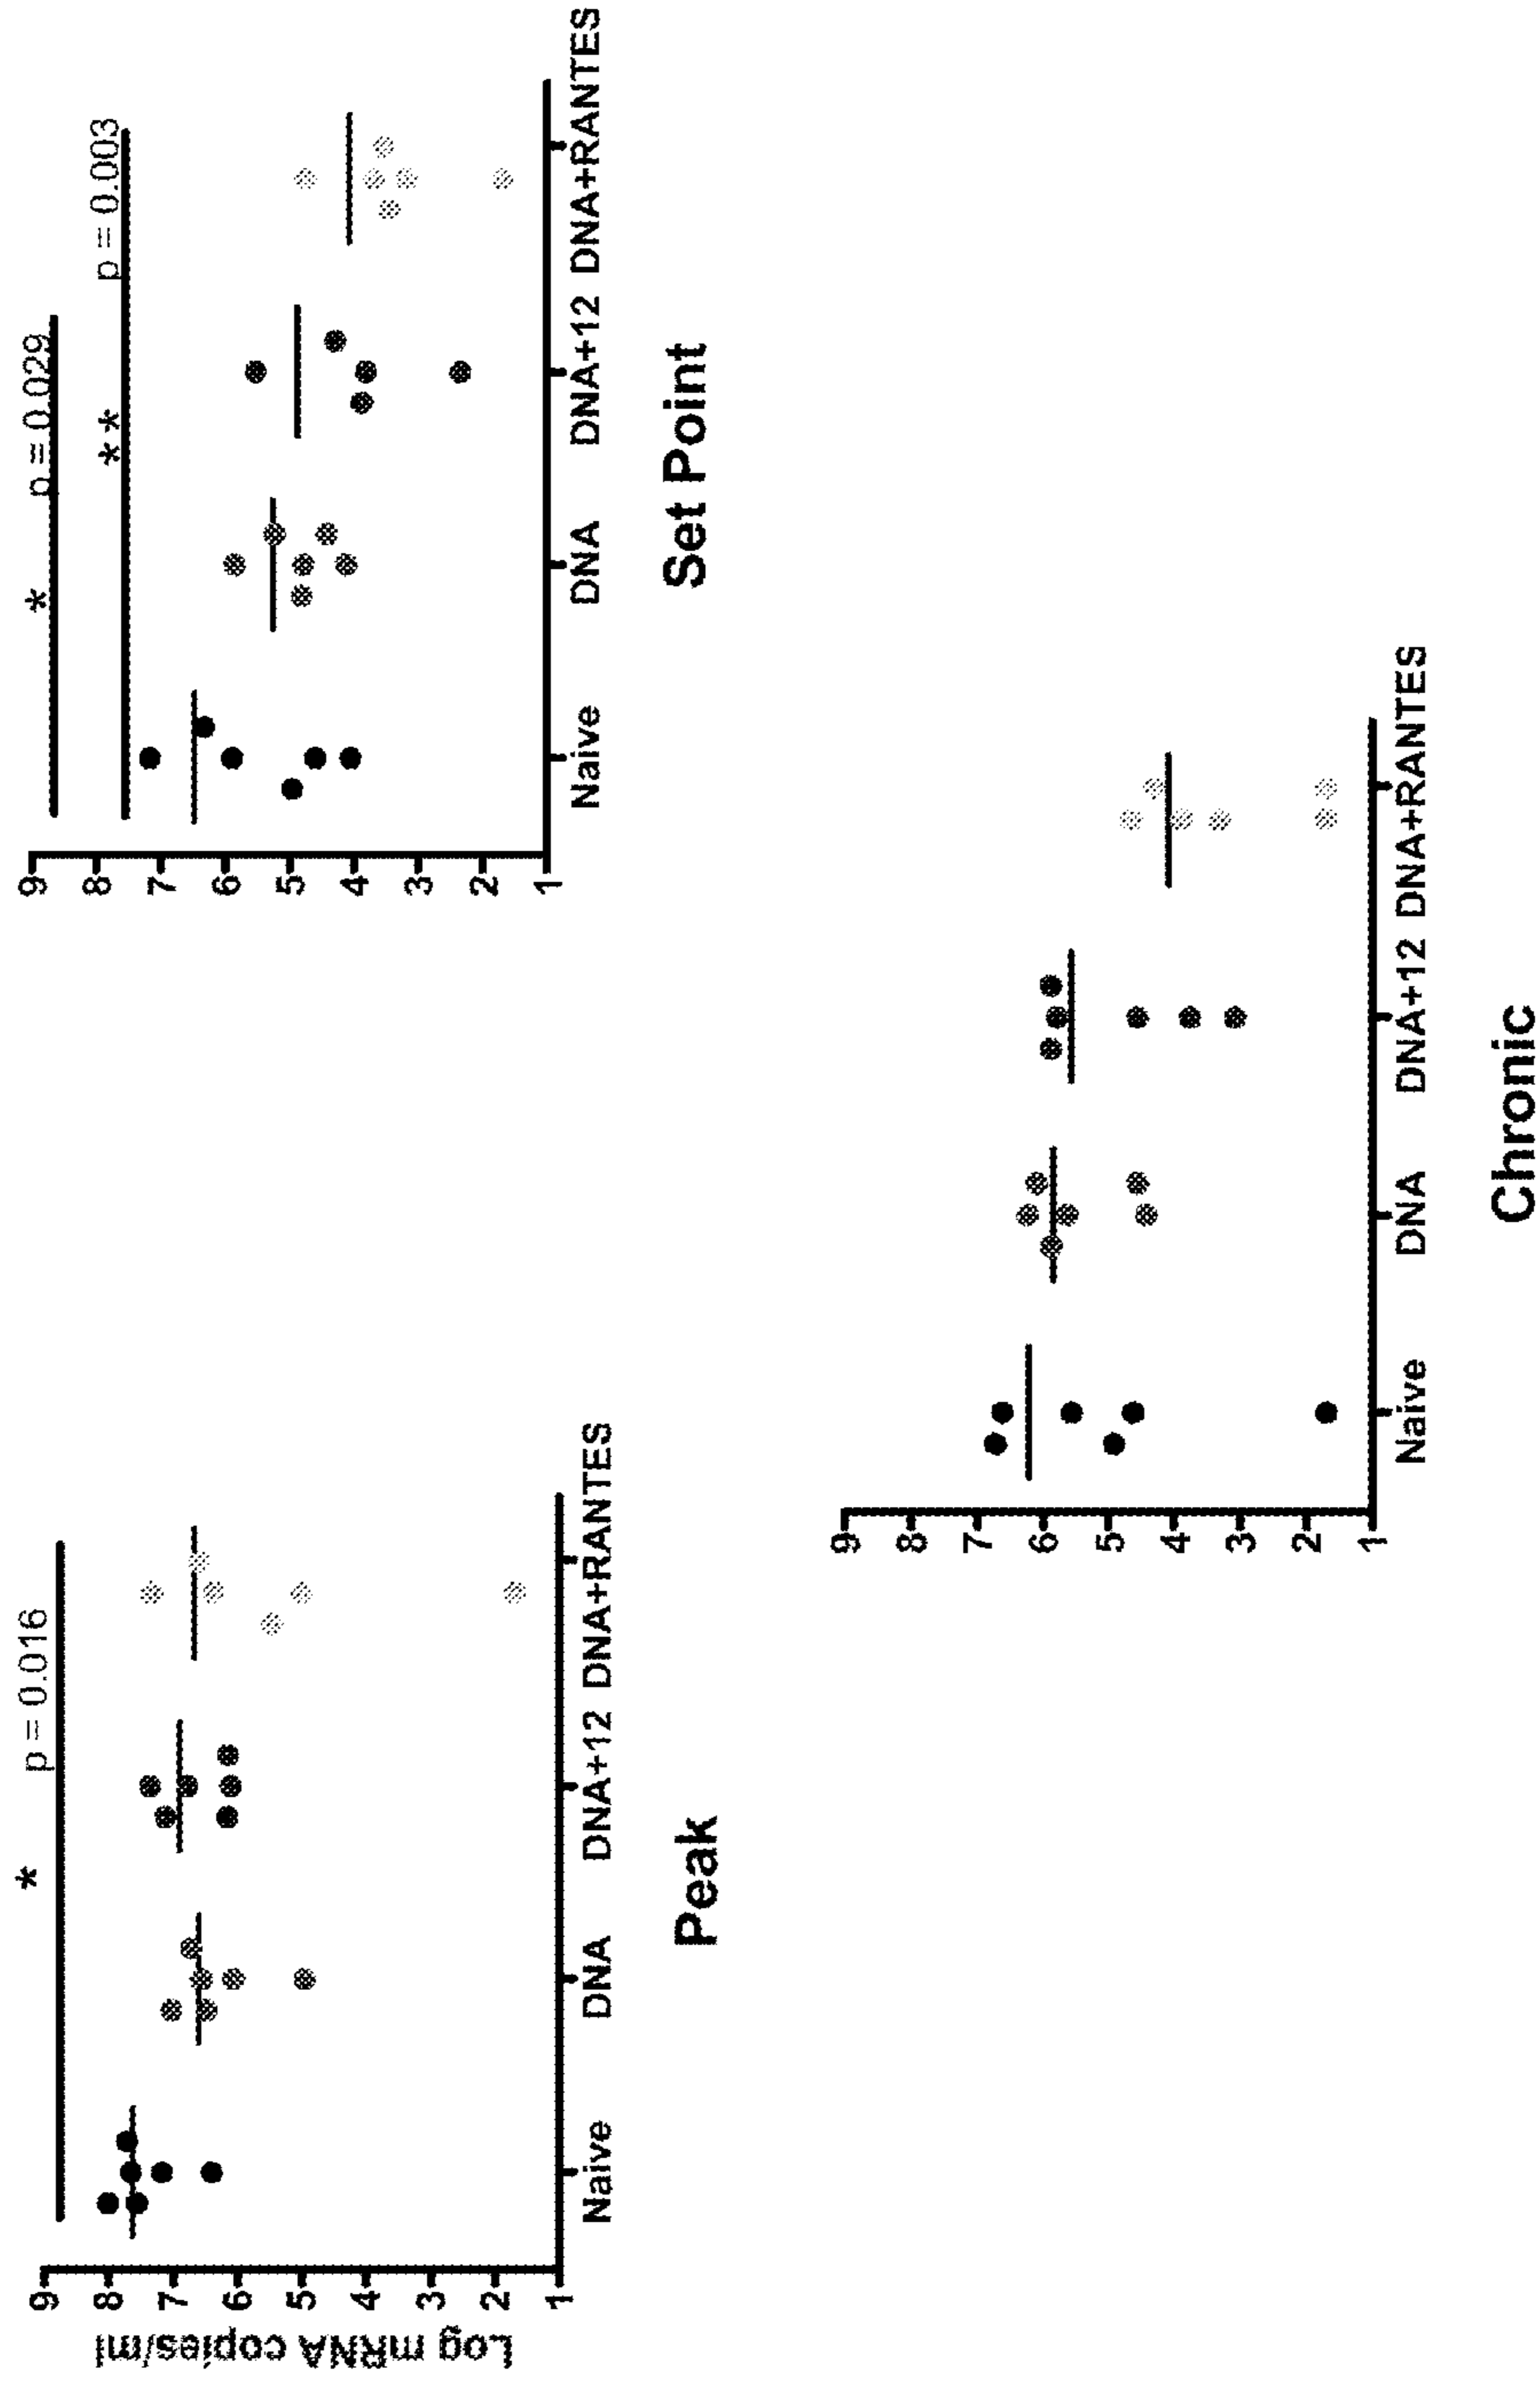 * p = 0.016
9
8
7
6
5
4
3
2
1
Log mRNA copies/ml
Naive DNA DNA+12 DNA+RANTES
Peak
* p = 0.029
** p = 0.003
9
8
7
6
5
4
3
2
1
Naive DNA DNA+12 DNA+RANTES
Set Point
9
8
7
6
5
4
3
2
1
Naive DNA DNA+12 DNA+RANTES
Chronic